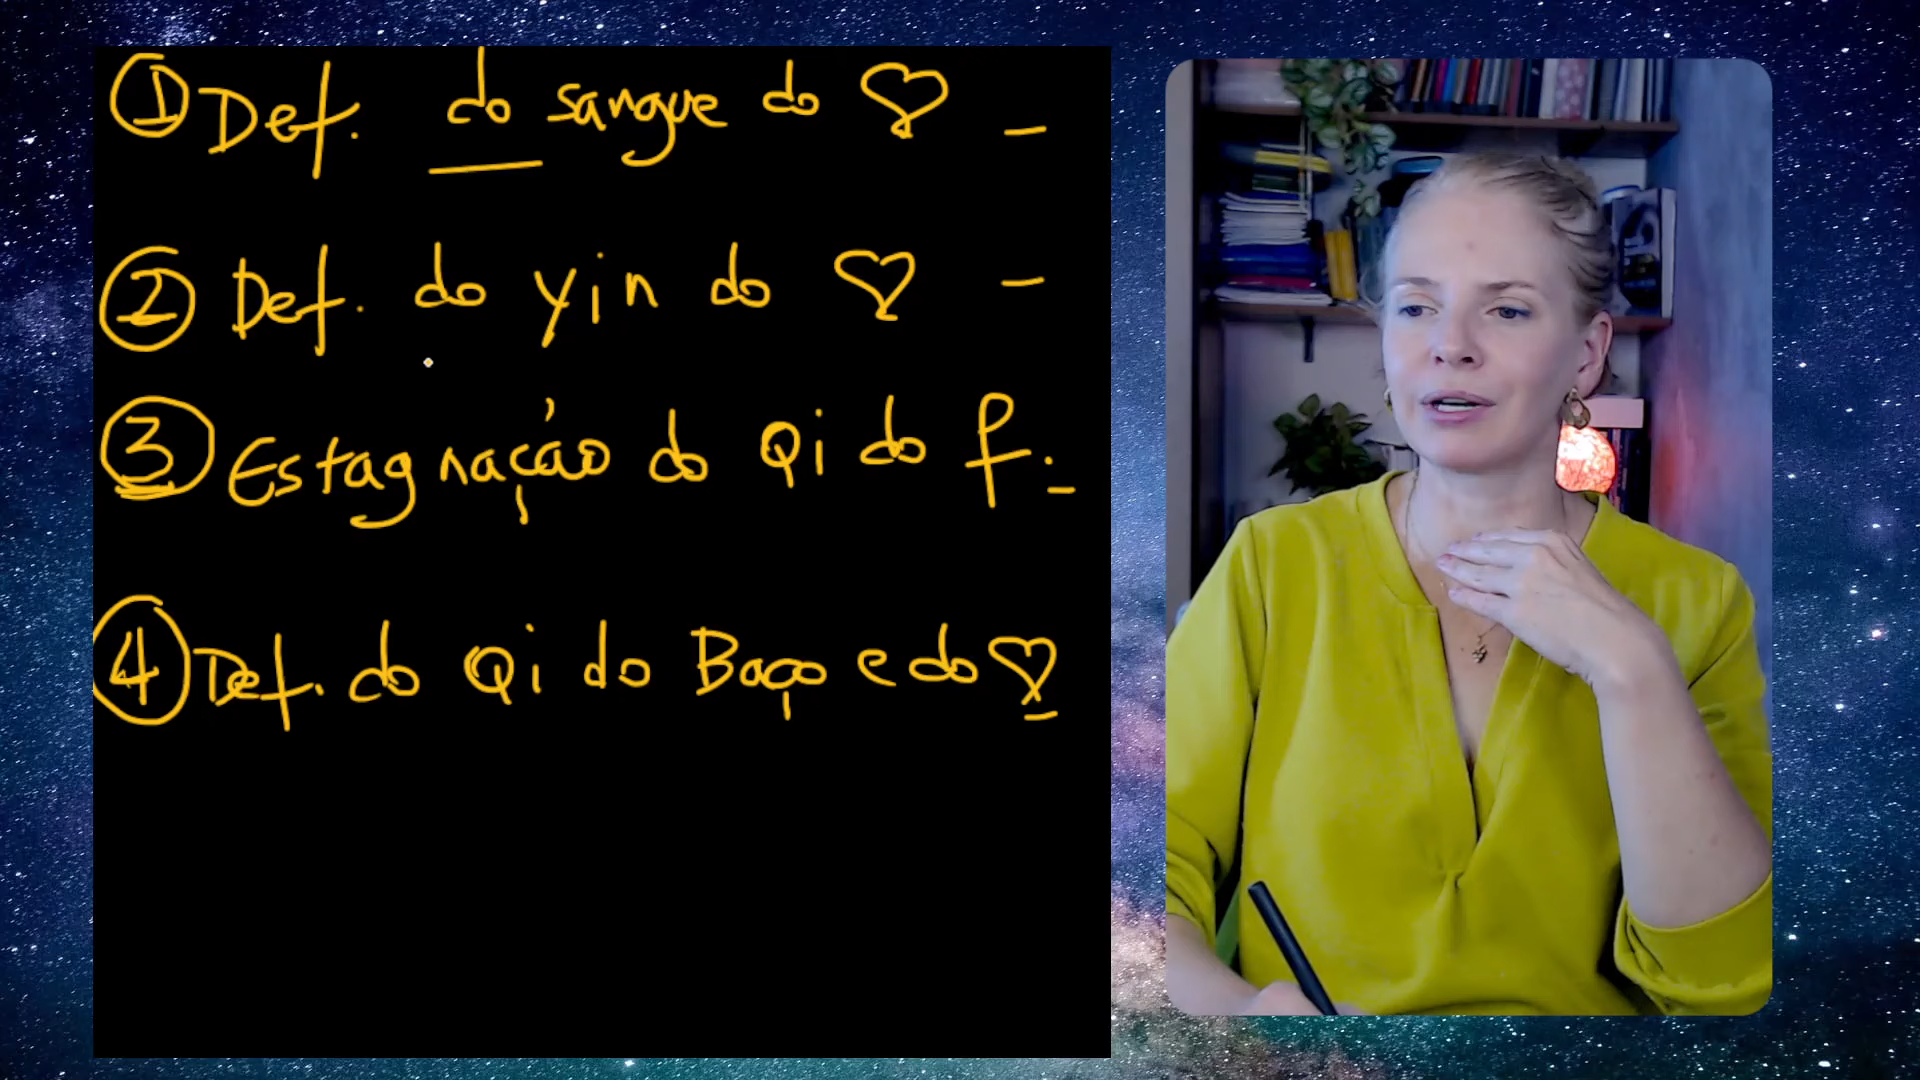 ① Def. do sangue do ♡ –
② Def. do yin do ♡ –
③ Estagnação do Qi do f. –
④ Def. do Qi do Baço e do ♡ –